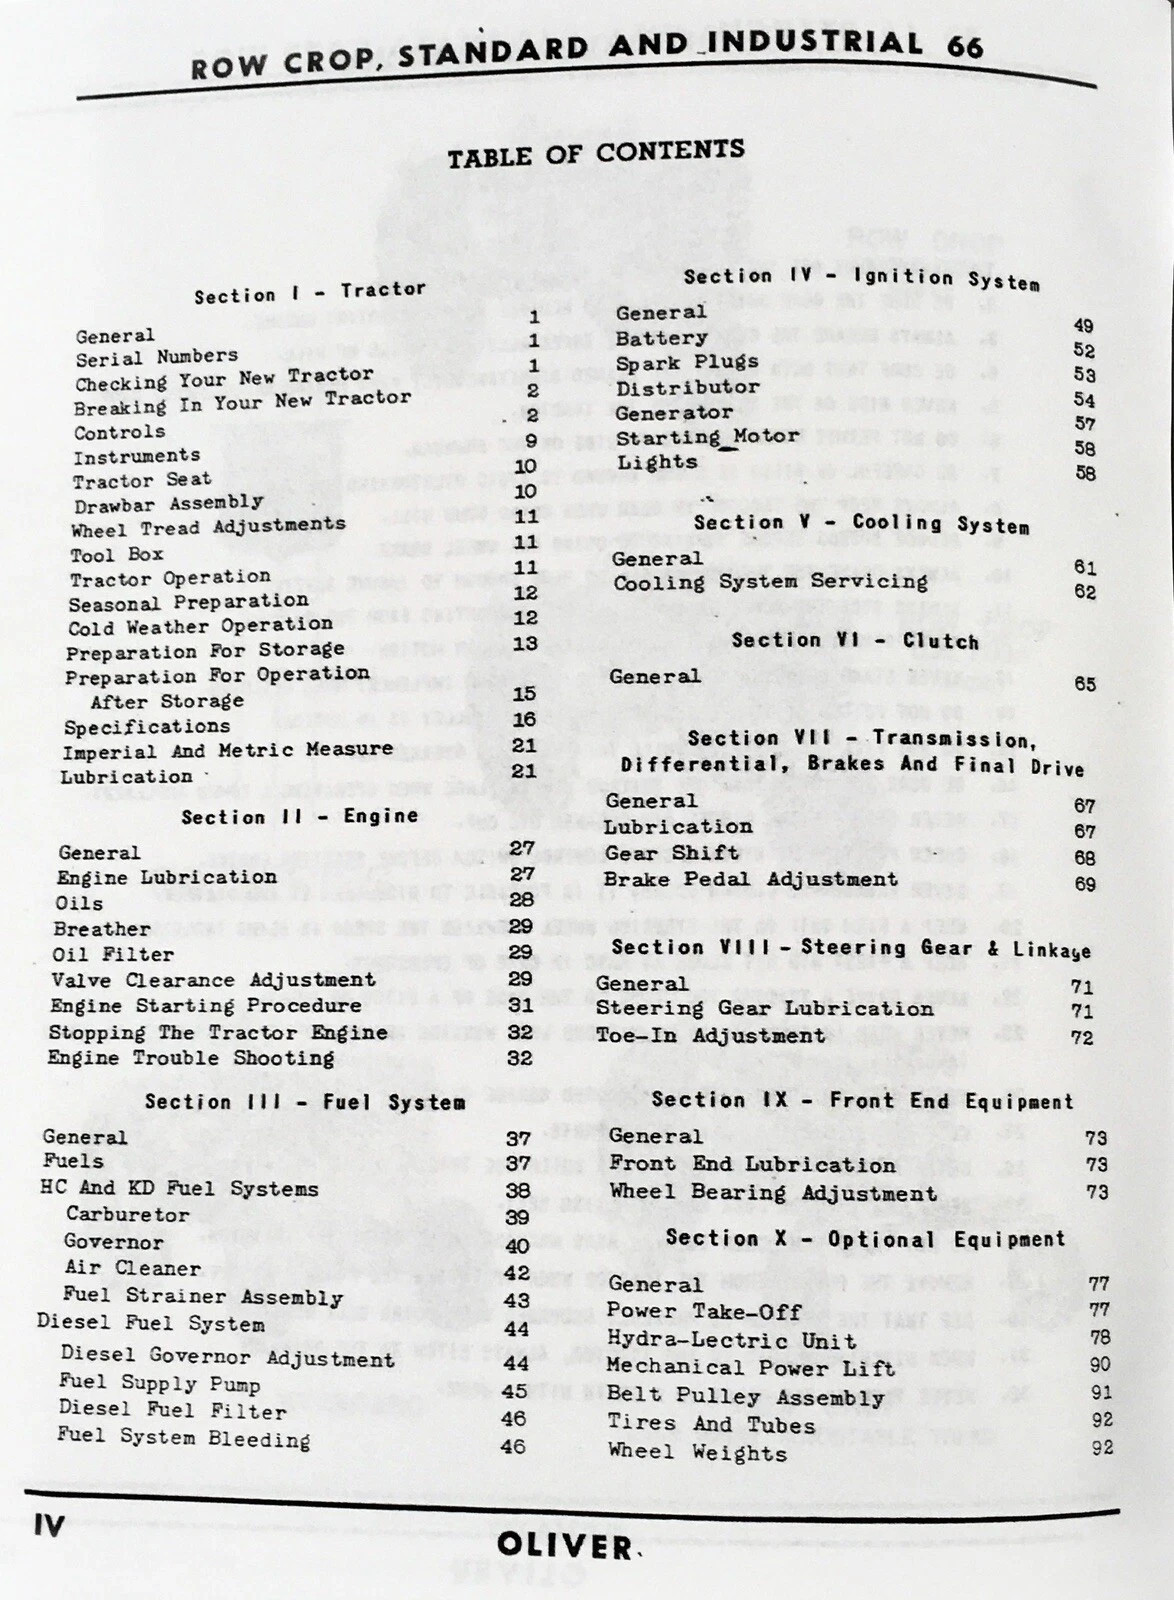 ROW CROP, STANDARD AND INDUSTRIAL 66
TABLE OF CONTENTS
Section I - Tractor
General 1
Serial Numbers 1
Checking Your New Tractor 1
Breaking In Your New Tractor 2
Controls 2
Instruments 9
Tractor Seat 10
Drawbar Assembly 10
Wheel Tread Adjustments 11
Tool Box 11
Tractor Operation 11
Seasonal Preparation 12
Cold Weather Operation 12
Preparation For Storage 13
Preparation For Operation
After Storage 15
Specifications 16
Imperial And Metric Measure 21
Lubrication 21
Section II - Engine
General 27
Engine Lubrication 27
Oils 28
Breather 29
Oil Filter 29
Valve Clearance Adjustment 29
Engine Starting Procedure 31
Stopping The Tractor Engine 32
Engine Trouble Shooting 32
Section III - Fuel System
General 37
Fuels 37
HC And KD Fuel Systems 38
Carburetor 39
Governor 40
Air Cleaner 42
Fuel Strainer Assembly 43
Diesel Fuel System 44
Diesel Governor Adjustment 44
Fuel Supply Pump 45
Diesel Fuel Filter 46
Fuel System Bleeding 46
Section IV - Ignition System
General 49
Battery 52
Spark Plugs 53
Distributor 54
Generator 57
Starting Motor 58
Lights 58
Section V - Cooling System
General 61
Cooling System Servicing 62
Section VI - Clutch
General 65
Section VII - Transmission,
Differential, Brakes And Final Drive
General 67
Lubrication 67
Gear Shift 68
Brake Pedal Adjustment 69
Section VIII - Steering Gear & Linkage
General 71
Steering Gear Lubrication 71
Toe-In Adjustment 72
Section IX - Front End Equipment
General 73
Front End Lubrication 73
Wheel Bearing Adjustment 73
Section X - Optional Equipment
General 77
Power Take-Off 77
Hydra-Lectric Unit 78
Mechanical Power Lift 90
Belt Pulley Assembly 91
Tires And Tubes 92
Wheel Weights 92
IV
OLIVER